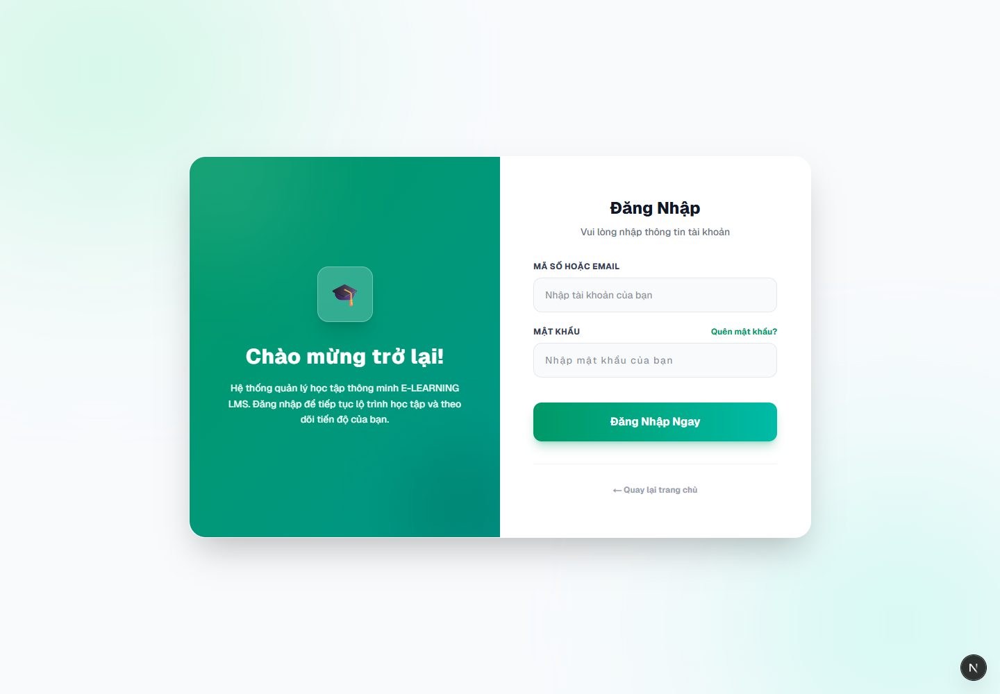 Chào mừng trở lại!
Hệ thống quản lý học tập thông minh E-LEARNING
LMS. Đăng nhập để tiếp tục lộ trình học tập và theo
dõi tiến độ của bạn.
Đăng Nhập
Vui lòng nhập thông tin tài khoản
MÃ SỐ HOẶC EMAIL
Nhập tài khoản của bạn
MẬT KHẨU
Quên mật khẩu?
Nhập mật khẩu của bạn
Đăng Nhập Ngay
← Quay lại trang chủ
N